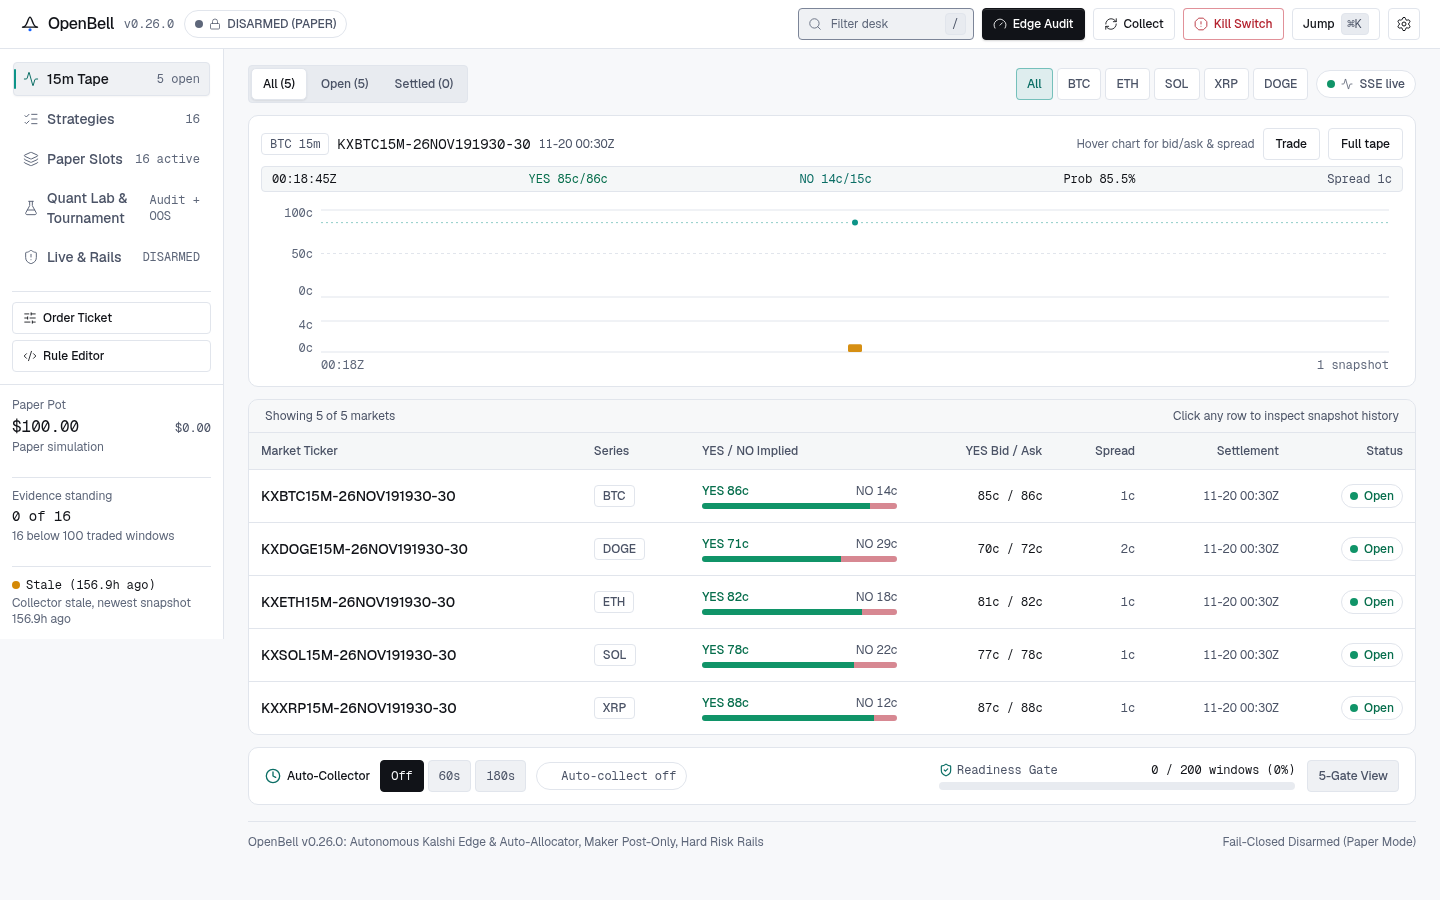 OpenBell v0.26.0 DISARMED (PAPER) Filter desk / Edge Audit Collect Kill Switch Jump ⌘K
15m Tape 5 open
Strategies 16
Paper Slots 16 active
Quant Lab & Tournament Audit + OOS
Live & Rails DISARMED
Order Ticket
Rule Editor
Paper Pot
$100.00 $0.00
Paper simulation
Evidence standing
0 of 16
16 below 100 traded windows
Stale (156.9h ago)
Collector stale, newest snapshot
156.9h ago
All (5) Open (5) Settled (0) All BTC ETH SOL XRP DOGE SSE live
BTC 15m KXBTC15M-26NOV191930-30 11-20 00:30Z Hover chart for bid/ask & spread Trade Full tape
00:18:45Z YES 85c/86c NO 14c/15c Prob 85.5% Spread 1c
100c
50c
0c
4c
0c
00:18Z 1 snapshot
Showing 5 of 5 markets Click any row to inspect snapshot history
Market Ticker Series YES / NO Implied YES Bid / Ask Spread Settlement Status
KXBTC15M-26NOV191930-30 BTC YES 86c NO 14c 85c / 86c 1c 11-20 00:30Z Open
KXDOGE15M-26NOV191930-30 DOGE YES 71c NO 29c 70c / 72c 2c 11-20 00:30Z Open
KXETH15M-26NOV191930-30 ETH YES 82c NO 18c 81c / 82c 1c 11-20 00:30Z Open
KXSOL15M-26NOV191930-30 SOL YES 78c NO 22c 77c / 78c 1c 11-20 00:30Z Open
KXXRP15M-26NOV191930-30 XRP YES 88c NO 12c 87c / 88c 1c 11-20 00:30Z Open
Auto-Collector Off 60s 180s Auto-collect off Readiness Gate 0 / 200 windows (0%) 5-Gate View
OpenBell v0.26.0: Autonomous Kalshi Edge & Auto-Allocator, Maker Post-Only, Hard Risk Rails Fail-Closed Disarmed (Paper Mode)